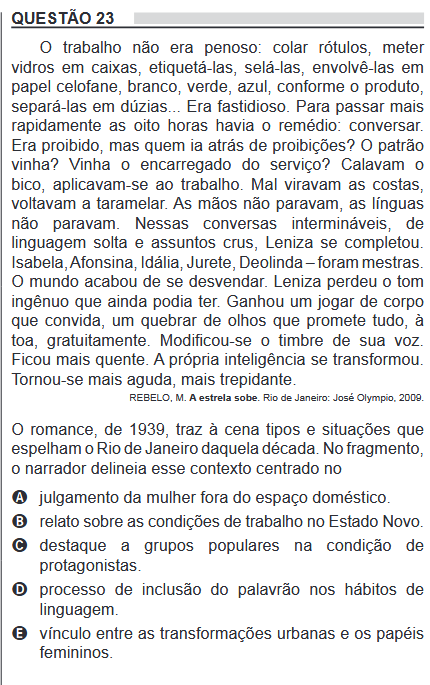 QUESTÃO 23
O trabalho não era penoso: colar rótulos, meter
vidros em caixas, etiquetá-las, selá-las, envolvê-las em
papel celofane, branco, verde, azul, conforme o produto,
separá-las em dúzias... Era fastidioso. Para passar mais
rapidamente as oito horas havia o remédio: conversar.
Era proibido, mas quem ia atrás de proibições? O patrão
vinha? Vinha o encarregado do serviço? Calavam o
bico, aplicavam-se ao trabalho. Mal viravam as costas,
voltavam a taramelar. As mãos não paravam, as línguas
não paravam. Nessas conversas intermináveis, de
linguagem solta e assuntos crus, Leniza se completou.
Isabela, Afonsina, Idália, Jurete, Deolinda – foram mestras.
O mundo acabou de se desvendar. Leniza perdeu o tom
ingênuo que ainda podia ter. Ganhou um jogar de corpo
que convida, um quebrar de olhos que promete tudo, à
toa, gratuitamente. Modificou-se o timbre de sua voz.
Ficou mais quente. A própria inteligência se transformou.
Tornou-se mais aguda, mais trepidante.
REBELO, M. A estrela sobe. Rio de Janeiro: José Olympio, 2009.
O romance, de 1939, traz à cena tipos e situações que
espelham o Rio de Janeiro daquela década. No fragmento,
o narrador delineia esse contexto centrado no
A julgamento da mulher fora do espaço doméstico.
B relato sobre as condições de trabalho no Estado Novo.
C destaque a grupos populares na condição de
protagonistas.
D processo de inclusão do palavrão nos hábitos de
linguagem.
E vínculo entre as transformações urbanas e os papéis
femininos.